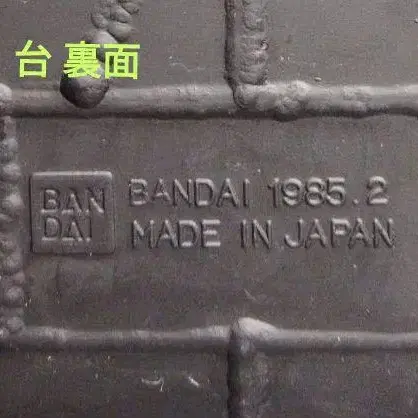 台 裏面
BAN
DAI
BANDAI 1985.2
MADE IN JAPAN